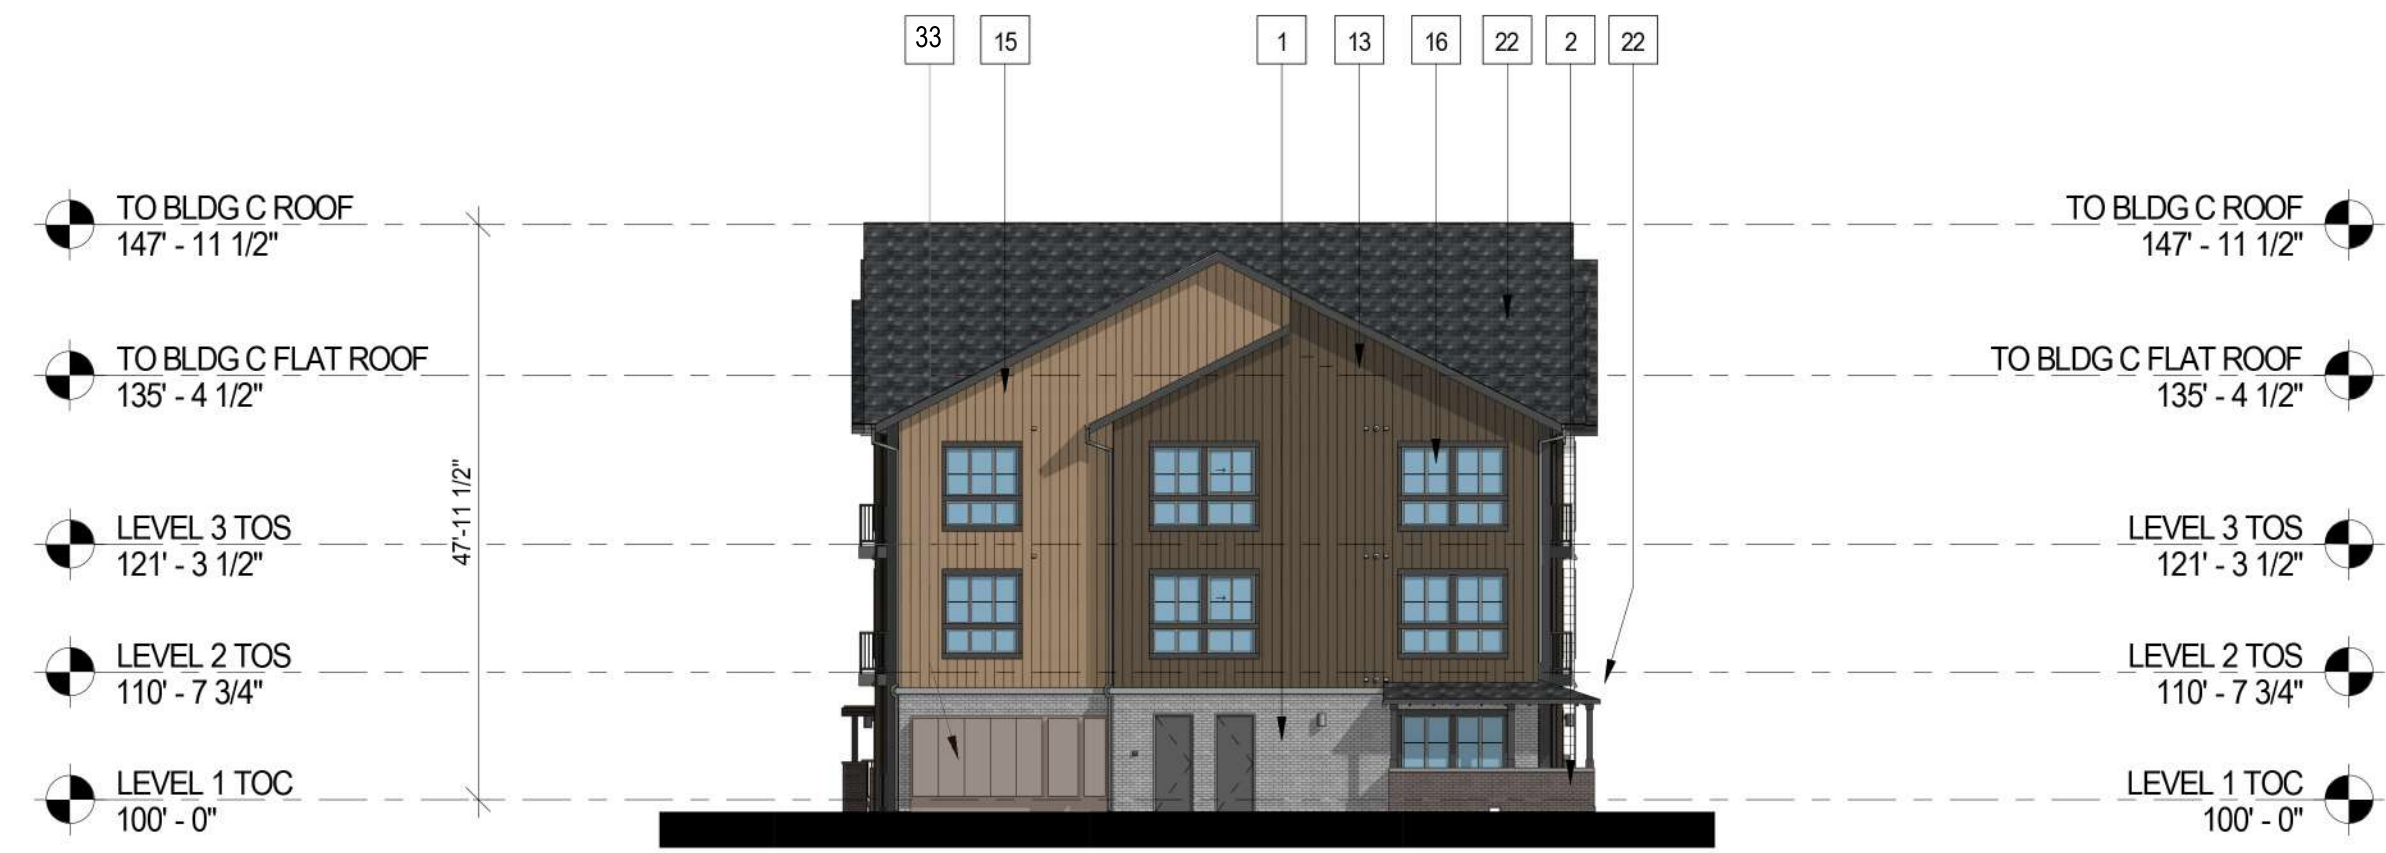 33 15 1 13 16 22 2 22
TO BLDG C ROOF
147' - 11 1/2"
TO BLDG C ROOF
147' - 11 1/2"
TO BLDG C FLAT ROOF
135' - 4 1/2"
TO BLDG C FLAT ROOF
135' - 4 1/2"
47'-11 1/2"
LEVEL 3 TOS
121' - 3 1/2"
LEVEL 3 TOS
121' - 3 1/2"
LEVEL 2 TOS
110' - 7 3/4"
LEVEL 2 TOS
110' - 7 3/4"
LEVEL 1 TOC
100' - 0"
LEVEL 1 TOC
100' - 0"